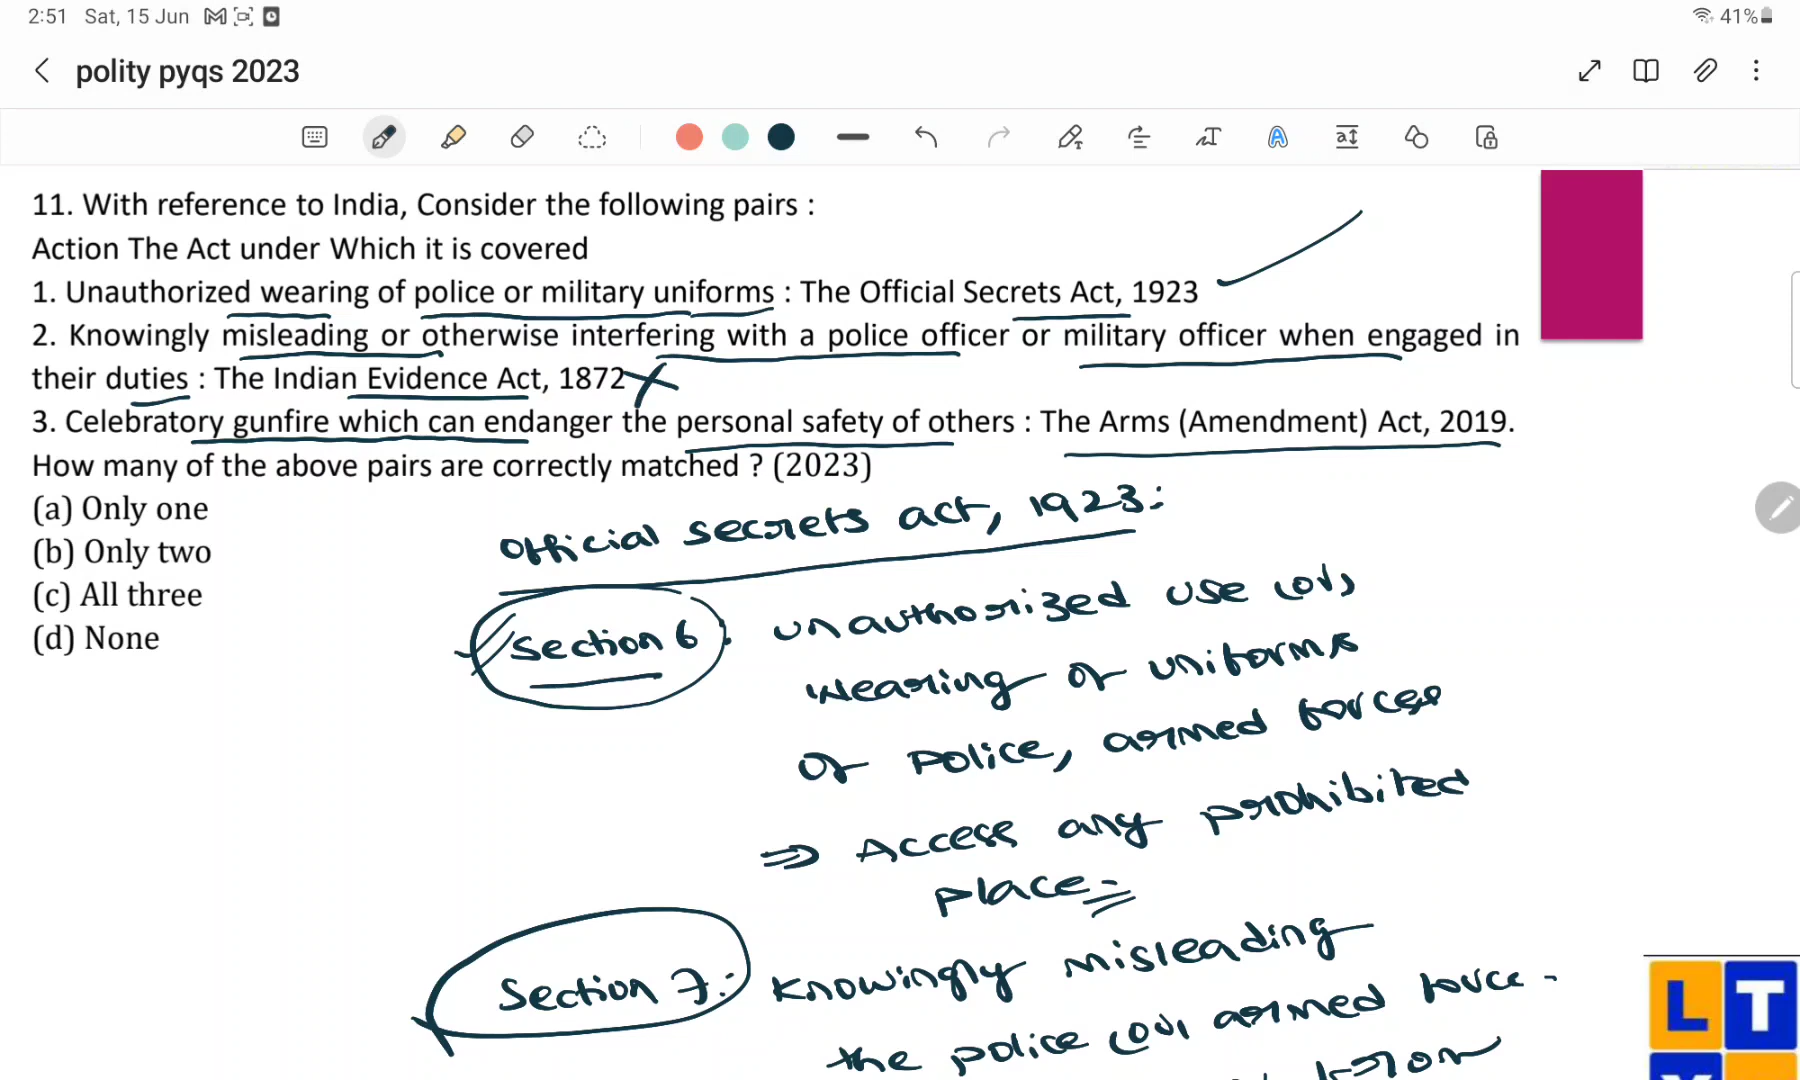 2:51 Sat, 15 Jun
41%
polity pyqs 2023
11. With reference to India, Consider the following pairs :
Action The Act under Which it is covered
1. Unauthorized wearing of police or military uniforms : The Official Secrets Act, 1923
2. Knowingly misleading or otherwise interfering with a police officer or military officer when engaged in
their duties : The Indian Evidence Act, 1872
3. Celebratory gunfire which can endanger the personal safety of others : The Arms (Amendment) Act, 2019.
How many of the above pairs are correctly matched ? (2023)
(a) Only one
(b) Only two
(c) All three
(d) None
official secrets act, 1923:
Section 6: unauthorized use (or)
wearing of uniforms
of police, armed forces
⇒ Access any prohibited
place
Section 7: Knowingly misleading
the police (or) armed force
LT